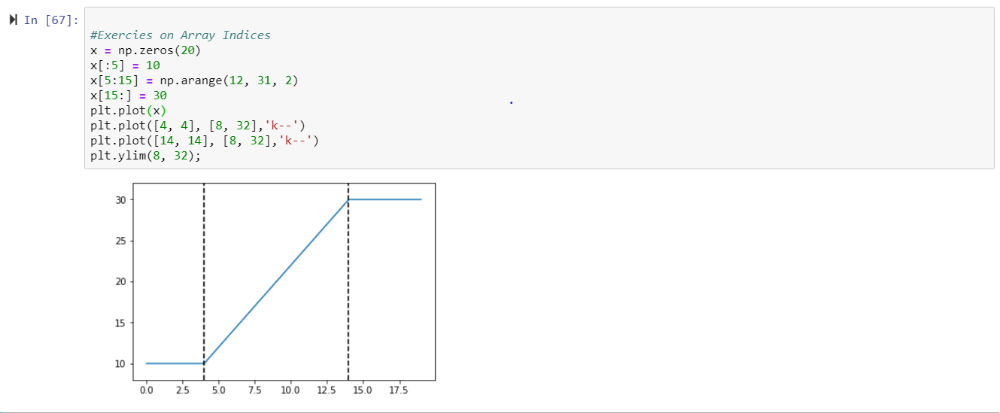 In [67]:
#Exercies on Array Indices
x = np.zeros(20)
x[:5] = 10
x[5:15] = np.arange(12, 31, 2)
x[15:] = 30
plt.plot(x)
plt.plot([4, 4], [8, 32],'k--')
plt.plot([14, 14], [8, 32],'k--')
plt.ylim(8, 32);
30
25
20
15
10
0.0 2.5 5.0 7.5 10.0 12.5 15.0 17.5